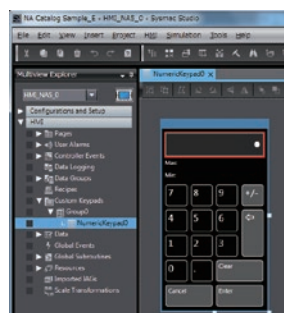 NA Catalog Sample_E - HMI_NA5_0 - Sysmac Studio
File Edit View Insert Project HMI Simulation Tools Help
Multiview Explorer
HMI_NA5_0
NumericKeypad0 x
Configurations and Setup
HMI
Pages
User Alarms
Controller Events
Data Logging
Data Groups
Recipes
Custom Keypads
Group0
NumericKeypad0
Data
Global Events
Global Subroutines
Resources
Imported IAGs
Scale Transformations
Max:
Min:
7 8 9 +/-
4 5 6
1 2 3
0 . Clear
Cancel Enter